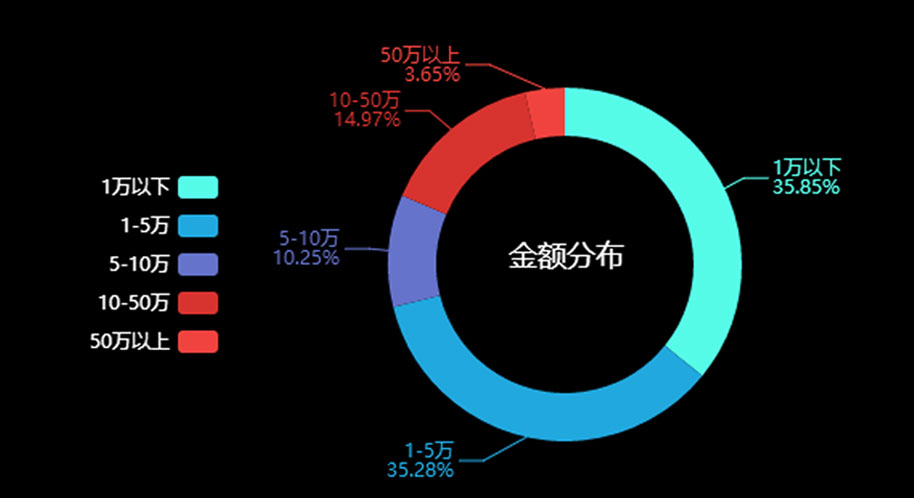 50万以上
3.65%
10-50万
14.97%
1万以下
35.85%
1万以下
1-5万
5-10万
10-50万
50万以上
5-10万
10.25%
金额分布
1-5万
35.28%